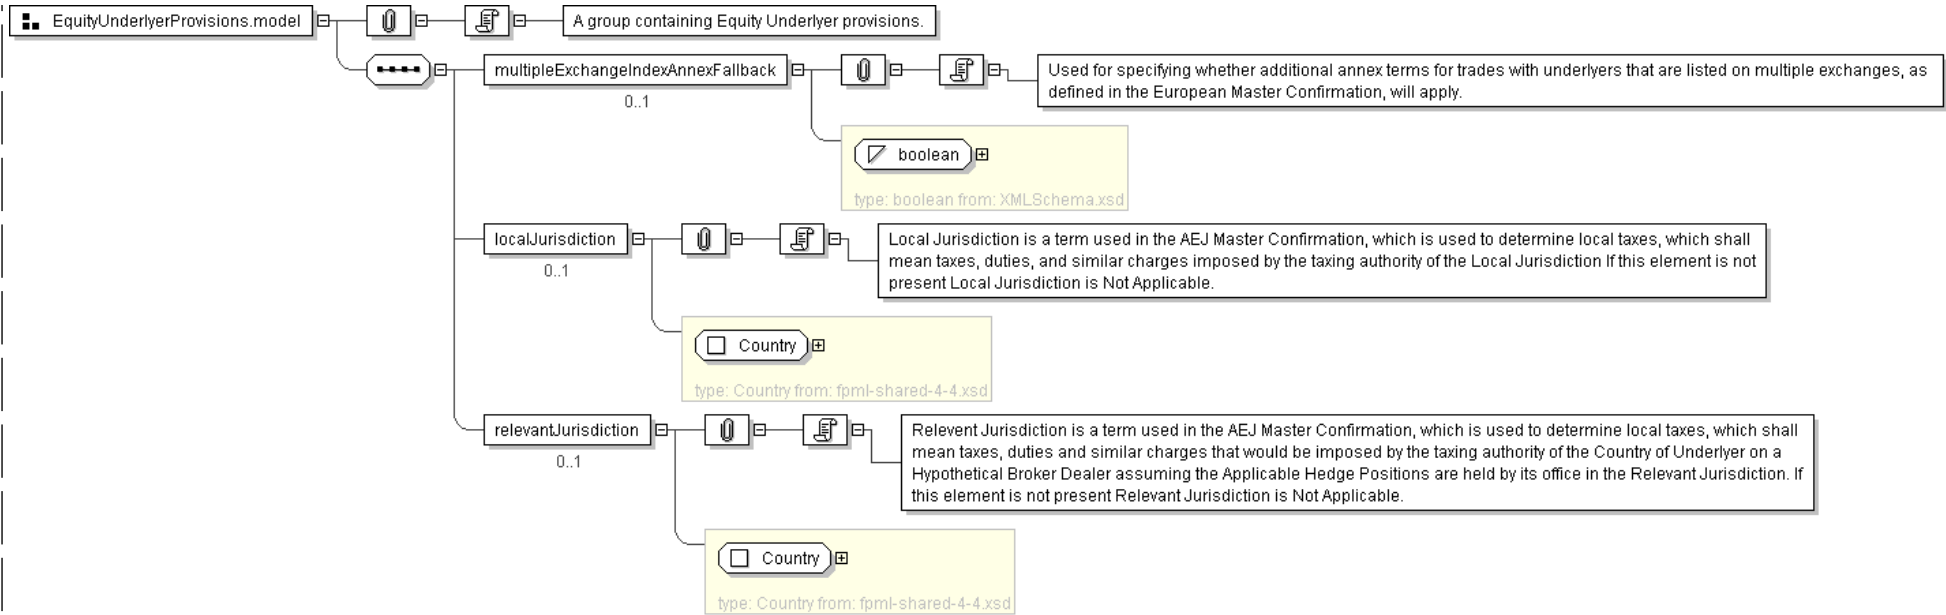 EquityUnderlyerProvisions.model
A group containing Equity Underlyer provisions.
multipleExchangeIndexAnnexFallback
0..1
Used for specifying whether additional annex terms for trades with underlyers that are listed on multiple exchanges, as
defined in the European Master Confirmation, will apply.
boolean
type: boolean from: XMLSchema.xsd
localJurisdiction
0..1
Local Jurisdiction is a term used in the AEJ Master Confirmation, which is used to determine local taxes, which shall
mean taxes, duties, and similar charges imposed by the taxing authority of the Local Jurisdiction If this element is not
present Local Jurisdiction is Not Applicable.
Country
type: Country from: fpml-shared-4-4.xsd
relevantJurisdiction
0..1
Relevent Jurisdiction is a term used in the AEJ Master Confirmation, which is used to determine local taxes, which shall
mean taxes, duties and similar charges that would be imposed by the taxing authority of the Country of Underlyer on a
Hypothetical Broker Dealer assuming the Applicable Hedge Positions are held by its office in the Relevant Jurisdiction. If
this element is not present Relevant Jurisdiction is Not Applicable.
Country
type: Country from: fpml-shared-4-4.xsd